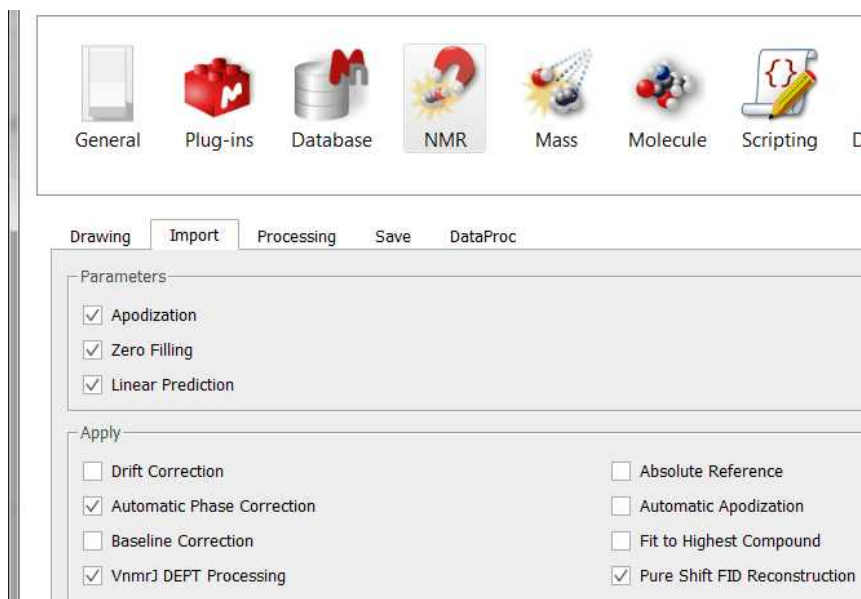 General Plug-ins Database NMR Mass Molecule Scripting D
Drawing Import Processing Save DataProc
Parameters
Apodization
Zero Filling
Linear Prediction
Apply
Drift Correction Absolute Reference
Automatic Phase Correction Automatic Apodization
Baseline Correction Fit to Highest Compound
VnmrJ DEPT Processing Pure Shift FID Reconstruction